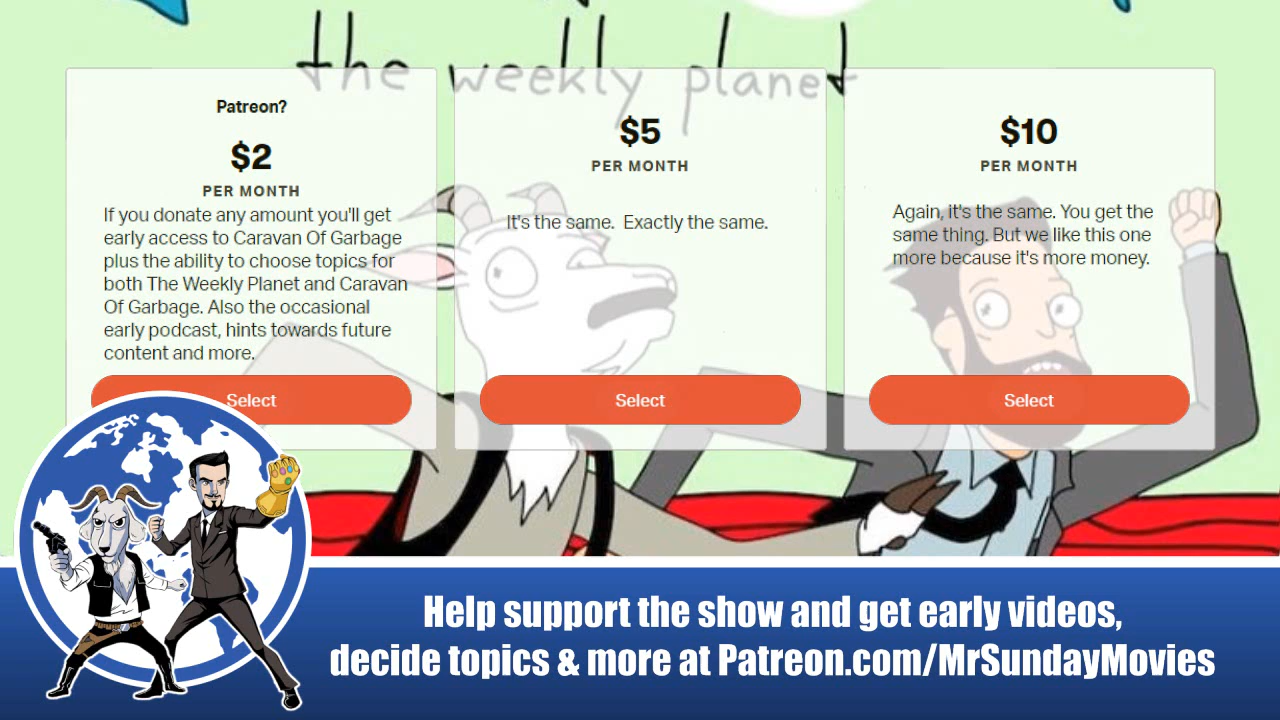 the weekly planet
Patreon?
$2
PER MONTH
If you donate any amount you'll get
early access to Caravan Of Garbage
plus the ability to choose topics for
both The Weekly Planet and Caravan
Of Garbage. Also the occasional
early podcast, hints towards future
content and more.
Select
$5
PER MONTH
It's the same.  Exactly the same.
Select
$10
PER MONTH
Again, it's the same. You get the
same thing. But we like this one
more because it's more money.
Select
Help support the show and get early videos,
decide topics & more at Patreon.com/MrSundayMovies